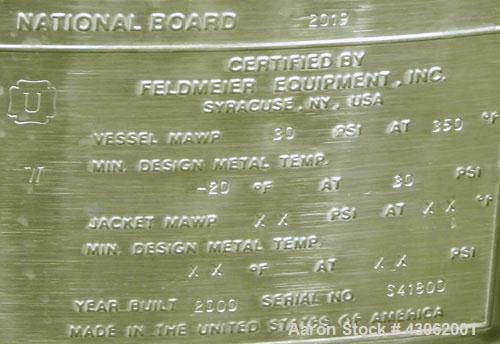 NATIONAL BOARD 2019
CERTIFIED BY
FELDMEIER EQUIPMENT, INC.
SYRACUSE, NY, USA
U
VESSEL MAWP 30 PSI AT 350 °F
MIN. DESIGN METAL TEMP.
-20 °F AT 30 PSI
JACKET MAWP X X PSI AT X X °F
MIN. DESIGN METAL TEMP.
X X °F AT X X PSI
YEAR BUILT 2000 SERIAL NO. S41800
MADE IN THE UNITED STATES OF AMERICA
Aaron Stock # 43962001